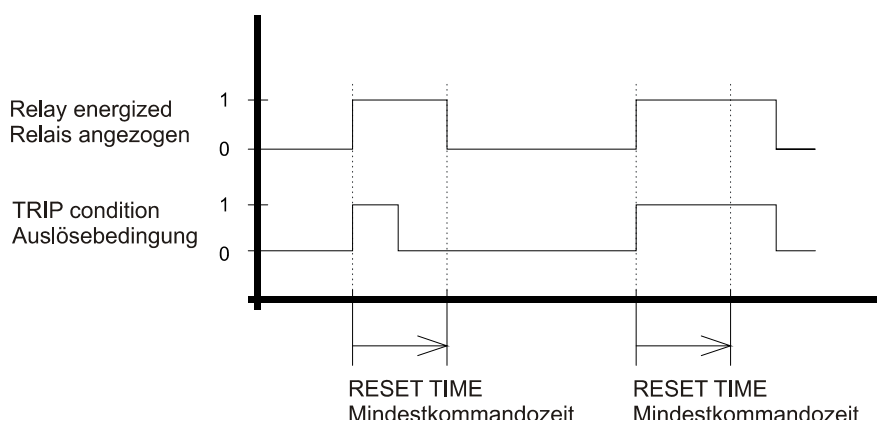 Relay energized
Relais angezogen
1
0
TRIP condition
Auslösebedingung
1
0
RESET TIME
Mindestkommandozeit
RESET TIME
Mindestkommandozeit